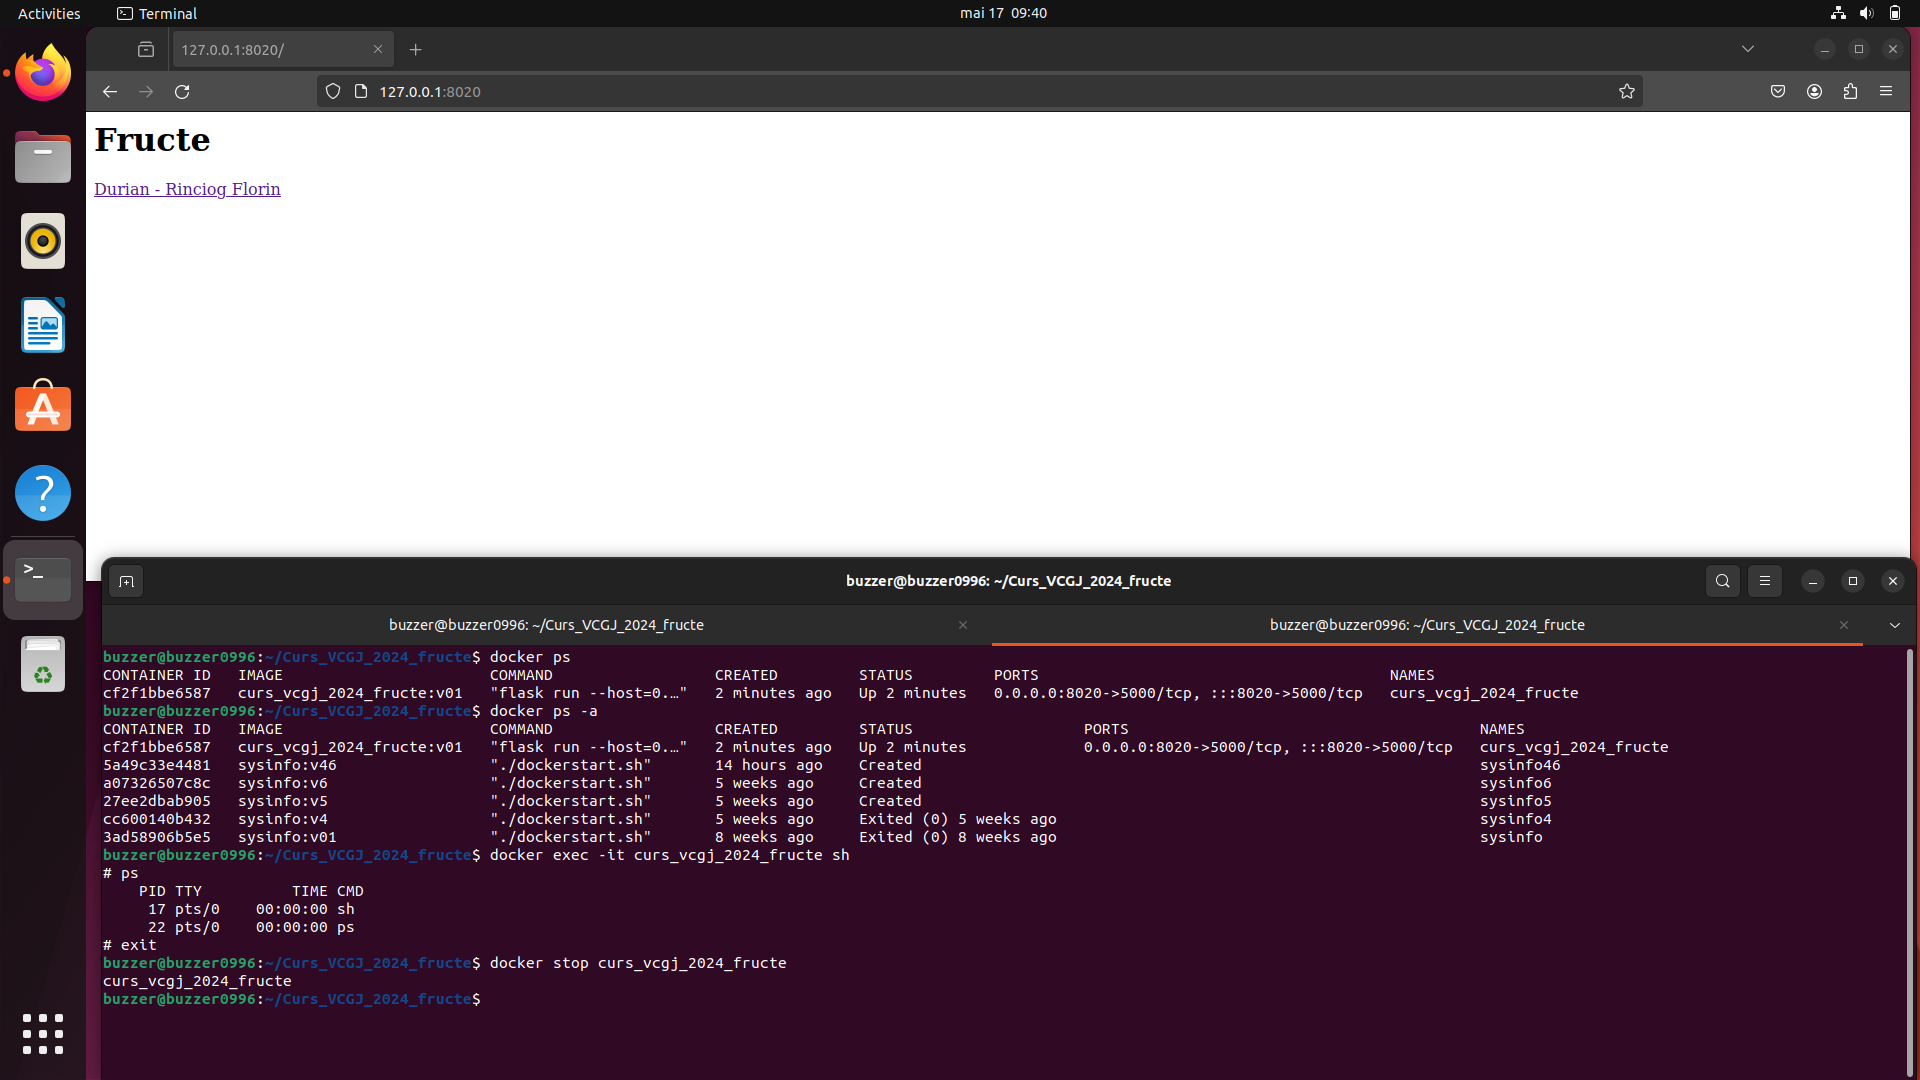 Activities
Terminal
mai 17 09:40
127.0.0.1:8020/
127.0.0.1:8020
Fructe
Durian - Rinciog Florin
buzzer@buzzer0996: ~/Curs_VCGJ_2024_fructe
buzzer@buzzer0996: ~/Curs_VCGJ_2024_fructe
buzzer@buzzer0996: ~/Curs_VCGJ_2024_fructe
buzzer@buzzer0996:~/Curs_VCGJ_2024_fructe$ docker ps
CONTAINER ID   IMAGE                       COMMAND                  CREATED         STATUS         PORTS                                       NAMES
cf2f1bbe6587   curs_vcgj_2024_fructe:v01   "flask run --host=0.…"   2 minutes ago   Up 2 minutes   0.0.0.0:8020->5000/tcp, :::8020->5000/tcp   curs_vcgj_2024_fructe
buzzer@buzzer0996:~/Curs_VCGJ_2024_fructe$ docker ps -a
CONTAINER ID   IMAGE                       COMMAND                  CREATED         STATUS                   PORTS                                       NAMES
cf2f1bbe6587   curs_vcgj_2024_fructe:v01   "flask run --host=0.…"   2 minutes ago   Up 2 minutes             0.0.0.0:8020->5000/tcp, :::8020->5000/tcp   curs_vcgj_2024_fructe
5a49c33e4481   sysinfo:v46                 "./dockerstart.sh"       14 hours ago    Created                                                              sysinfo46
a07326507c8c   sysinfo:v6                  "./dockerstart.sh"       5 weeks ago     Created                                                              sysinfo6
27ee2dbab905   sysinfo:v5                  "./dockerstart.sh"       5 weeks ago     Created                                                              sysinfo5
cc600140b432   sysinfo:v4                  "./dockerstart.sh"       5 weeks ago     Exited (0) 5 weeks ago                                               sysinfo4
3ad58906b5e5   sysinfo:v01                 "./dockerstart.sh"       8 weeks ago     Exited (0) 8 weeks ago                                               sysinfo
buzzer@buzzer0996:~/Curs_VCGJ_2024_fructe$ docker exec -it curs_vcgj_2024_fructe sh
# ps
    PID TTY          TIME CMD
     17 pts/0    00:00:00 sh
     22 pts/0    00:00:00 ps
# exit
buzzer@buzzer0996:~/Curs_VCGJ_2024_fructe$ docker stop curs_vcgj_2024_fructe
curs_vcgj_2024_fructe
buzzer@buzzer0996:~/Curs_VCGJ_2024_fructe$